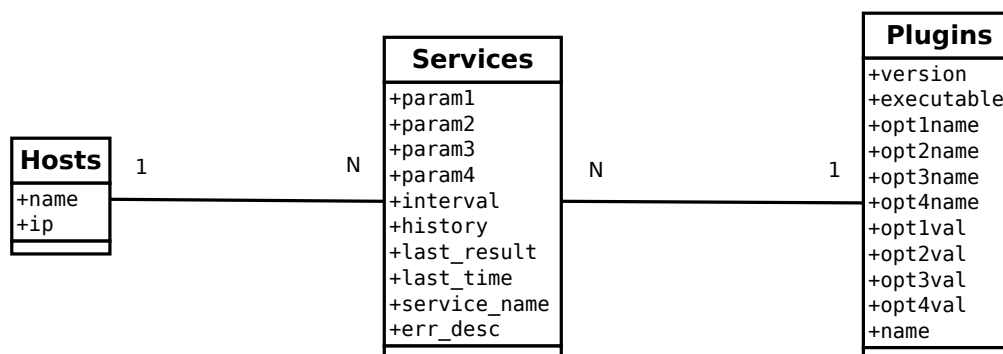 Hosts
+name
+ip
1
N
Services
+param1
+param2
+param3
+param4
+interval
+history
+last_result
+last_time
+service_name
+err_desc
N
1
Plugins
+version
+executable
+opt1name
+opt2name
+opt3name
+opt4name
+opt1val
+opt2val
+opt3val
+opt4val
+name